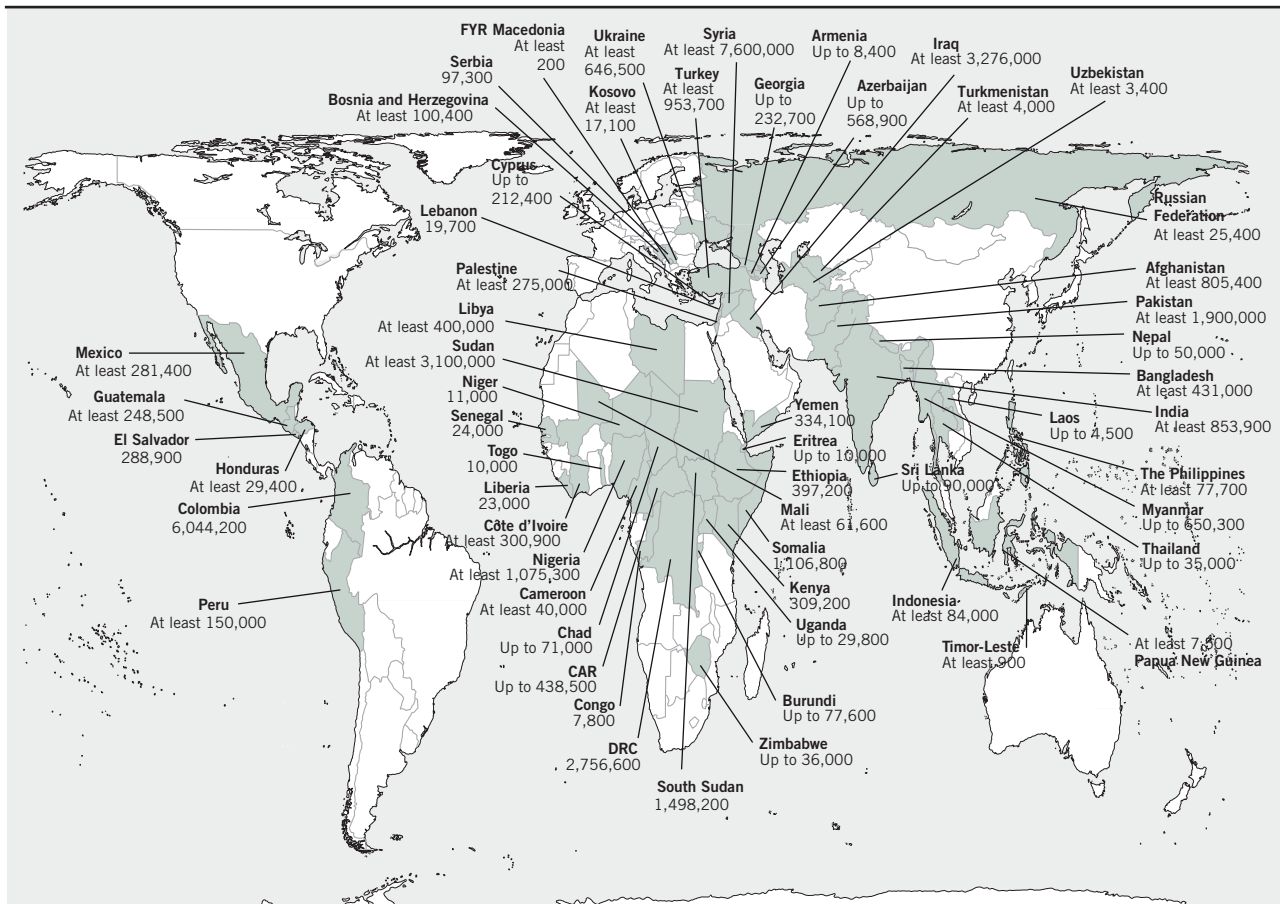 FYR Macedonia
At least
200
Ukraine
At least
646,500
Syria
At least 7,600,000
Armenia
Up to 8,400
Iraq
At least 3,276,000
Serbia
97,300
Kosovo
At least
17,100
Turkey
At least
953,700
Georgia
Up to
232,700
Azerbaijan
Up to
568,900
Turkmenistan
At least 4,000
Uzbekistan
At least 3,400
Bosnia and Herzegovina
At least 100,400
Cyprus
Up to
212,400
Lebanon
19,700
Palestine
At least 275,000
Libya
At least 400,000
Sudan
At least 3,100,000
Niger
11,000
Senegal
24,000
Togo
10,000
Liberia
23,000
Côte d'Ivoire
At least 300,900
Nigeria
At least 1,075,300
Cameroon
At least 40,000
Chad
Up to 71,000
CAR
Up to 438,500
Congo
7,800
DRC
2,756,600
South Sudan
1,498,200
Mexico
At least 281,400
Guatemala
At least 248,500
El Salvador
288,900
Honduras
At least 29,400
Colombia
6,044,200
Peru
At least 150,000
Russian
Federation
At least 25,400
Afghanistan
At least 805,400
Pakistan
At least 1,900,000
Nepal
Up to 50,000
Bangladesh
At least 431,000
India
At least 853,900
Laos
Up to 4,500
The Philippines
At least 77,700
Myanmar
Up to 650,300
Thailand
Up to 35,000
Yemen
334,100
Eritrea
Up to 10,000
Ethiopia
397,200
Mali
At least 61,600
Sri Lanka
Up to 90,000
Somalia
1,106,800
Kenya
309,200
Uganda
Up to 29,800
Burundi
Up to 77,600
Zimbabwe
Up to 36,000
Indonesia
At least 84,000
Timor-Leste
At least 900
At least 7,500
Papua New Guinea